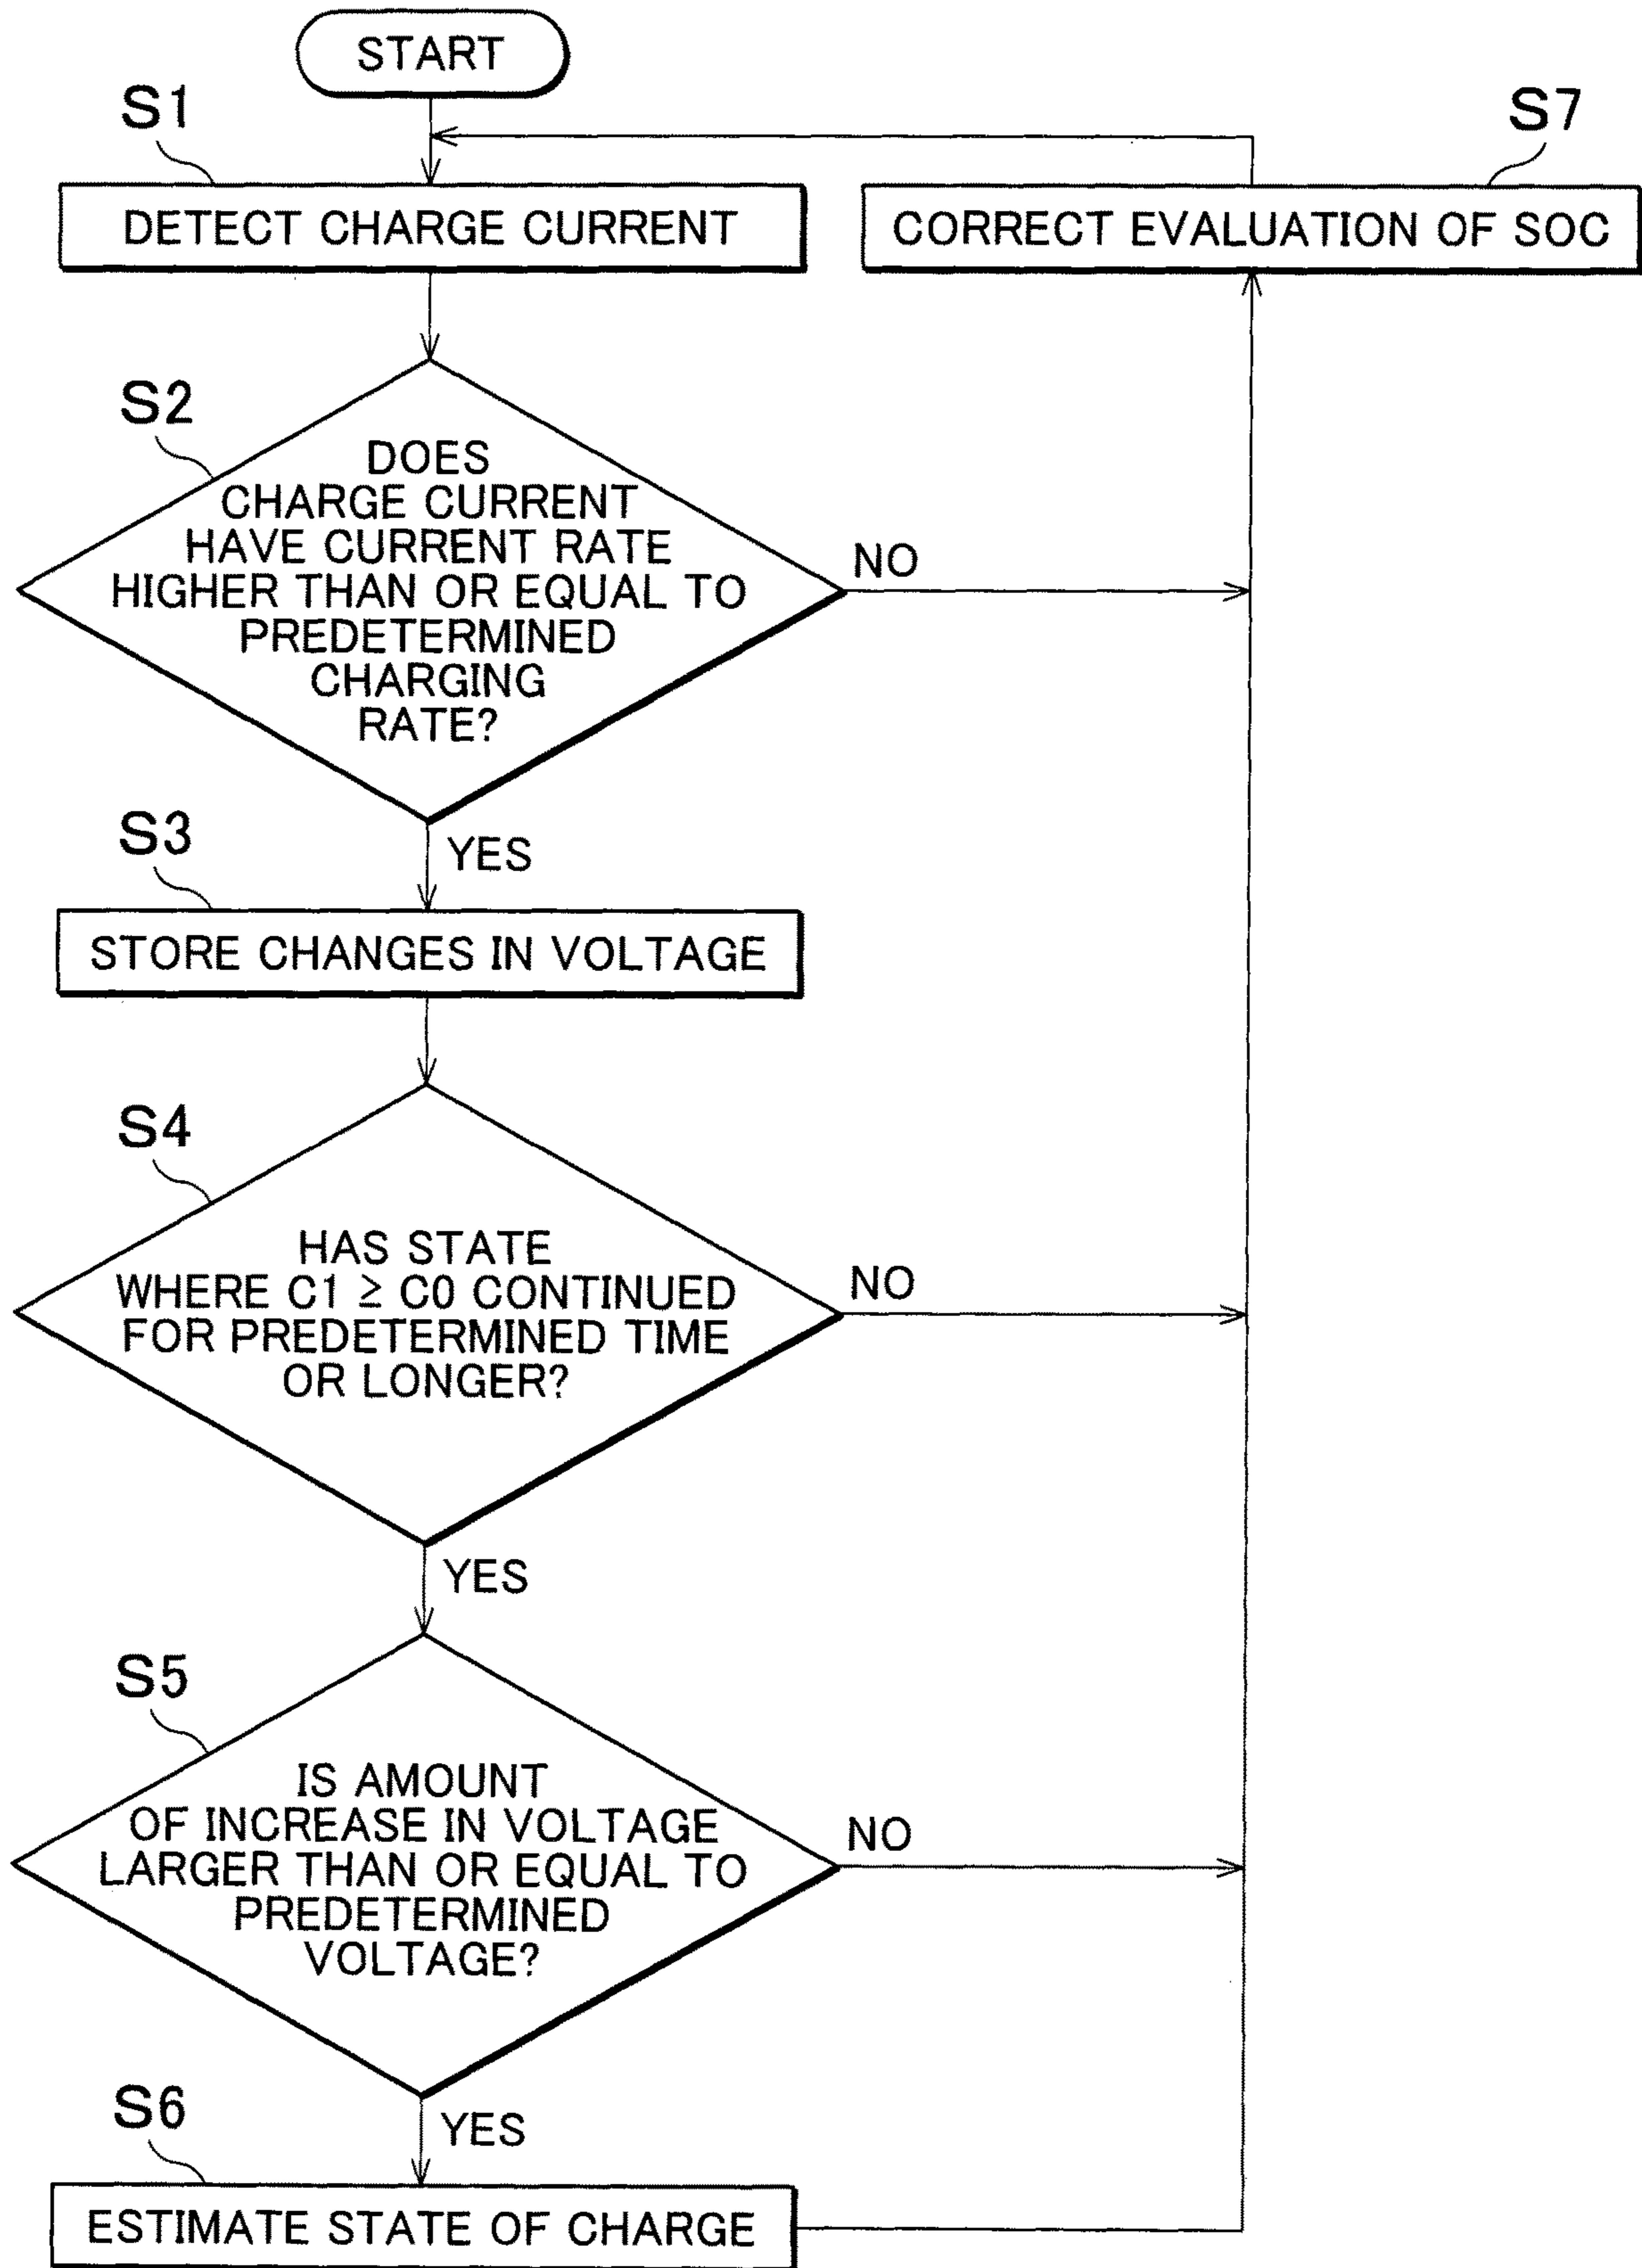 START
S1
S7
DETECT CHARGE CURRENT
CORRECT EVALUATION OF SOC
S2
DOES
CHARGE CURRENT
HAVE CURRENT RATE
HIGHER THAN OR EQUAL TO
PREDETERMINED
CHARGING
RATE?
NO
YES
S3
STORE CHANGES IN VOLTAGE
S4
HAS STATE
WHERE C1 ≥ C0 CONTINUED
FOR PREDETERMINED TIME
OR LONGER?
NO
YES
S5
IS AMOUNT
OF INCREASE IN VOLTAGE
LARGER THAN OR EQUAL TO
PREDETERMINED
VOLTAGE?
NO
YES
S6
ESTIMATE STATE OF CHARGE